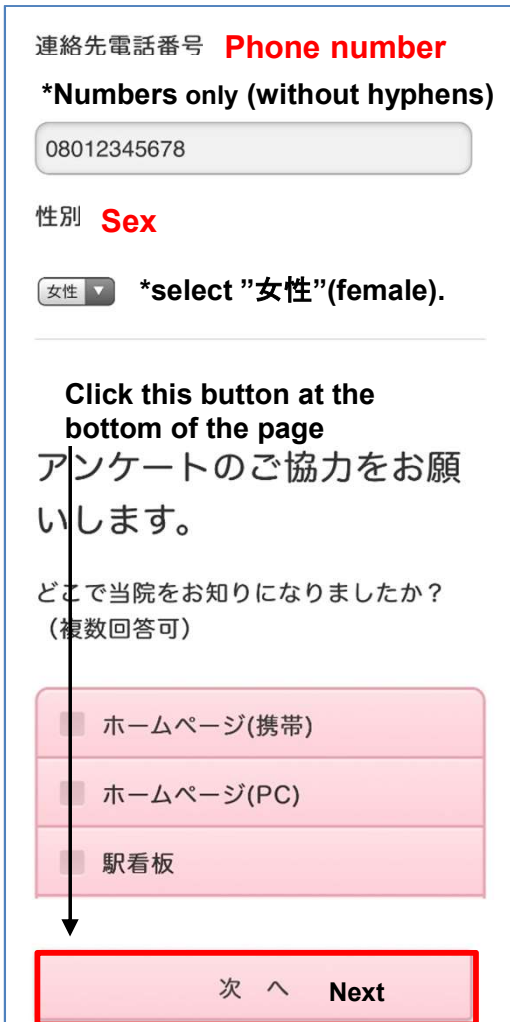 連絡先電話番号 Phone number
*Numbers only (without hyphens)
08012345678
性別 Sex
女性 *select ”女性”(female).
Click this button at the
bottom of the page
アンケートのご協力をお願
いします。
どこで当院をお知りになりましたか？
（複数回答可）
ホームページ(携帯)
ホームページ(PC)
駅看板
次 へ Next